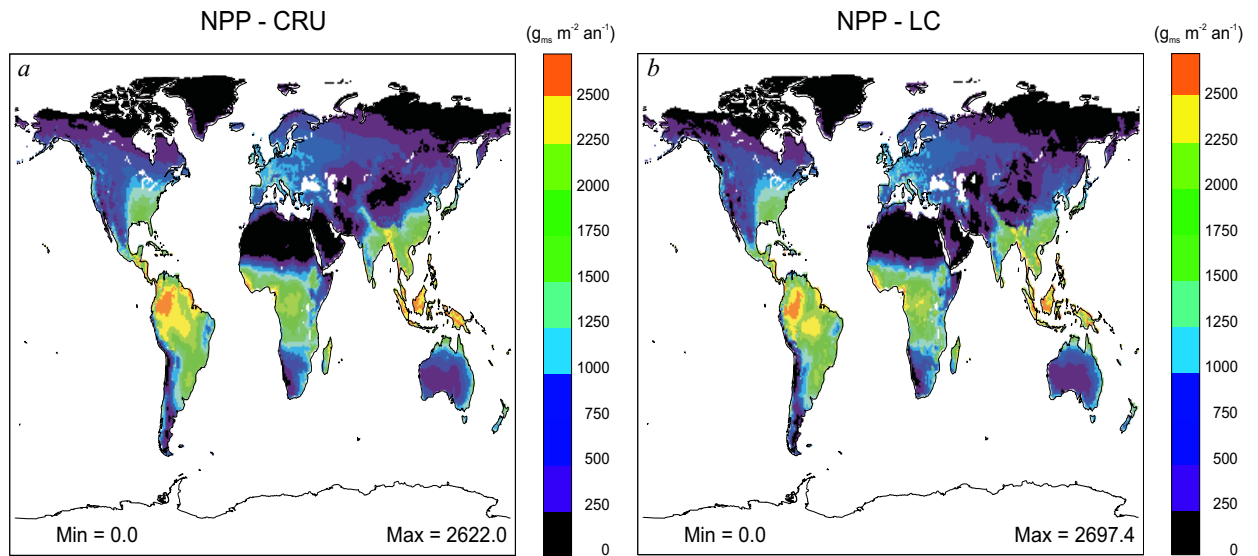 NPP - CRU
(gms m-2 an-1)
a
2500
2250
2000
1750
1500
1250
1000
750
500
250
0
Min = 0.0
Max = 2622.0
NPP - LC
(gms m-2 an-1)
b
2500
2250
2000
1750
1500
1250
1000
750
500
250
0
Min = 0.0
Max = 2697.4